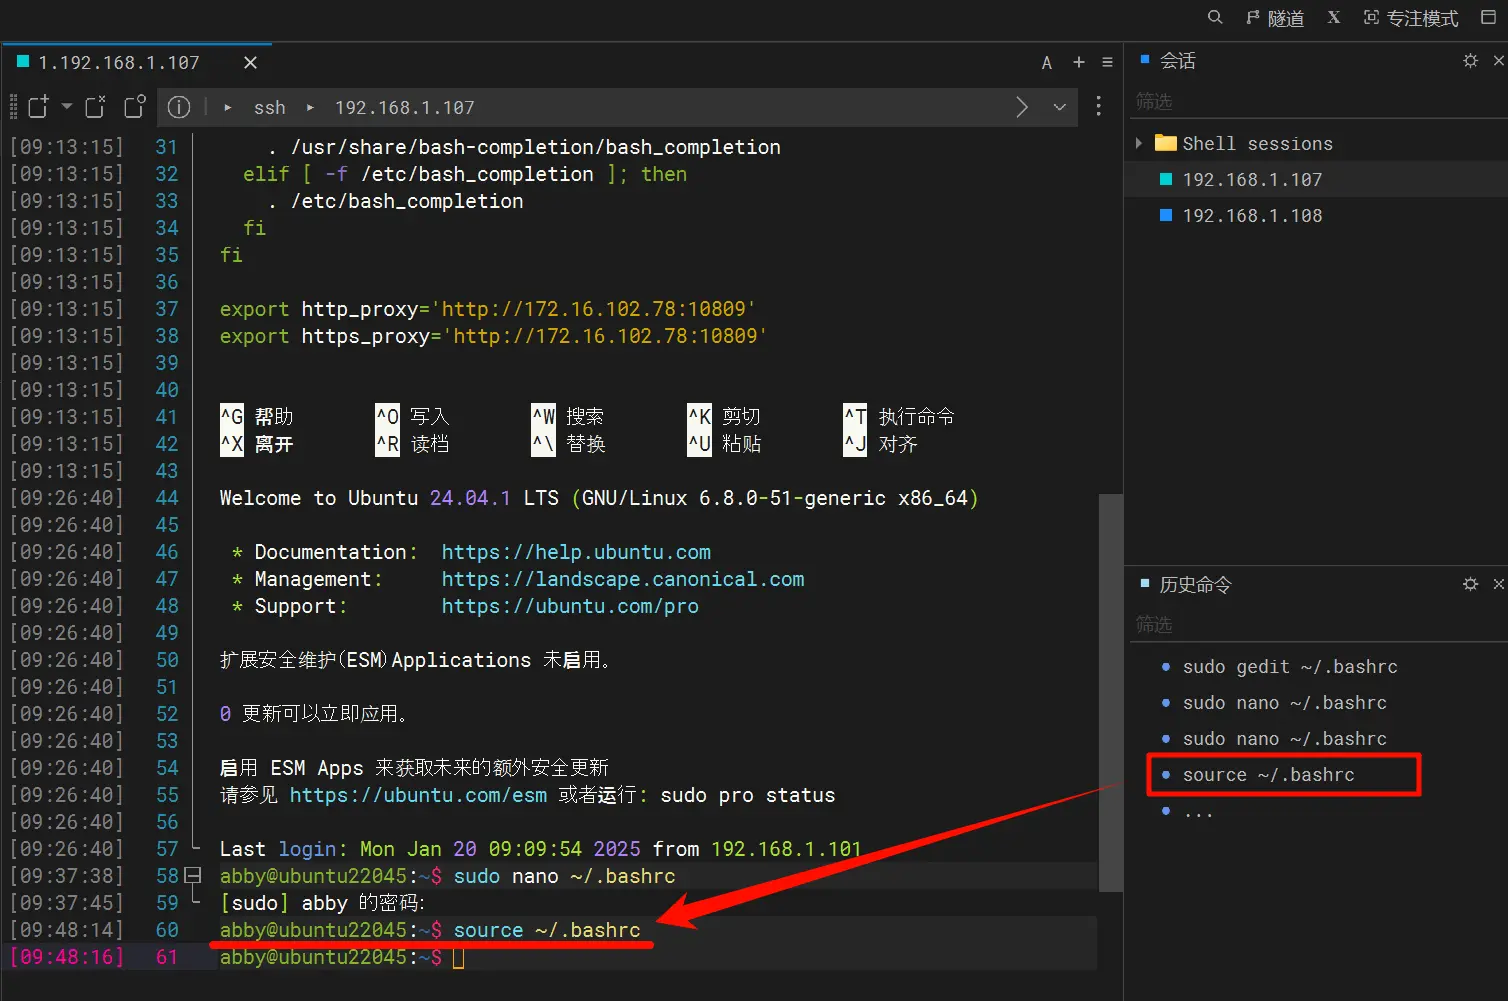 隧道 X 专注模式
1.192.168.1.107
A + ≡
ssh 192.168.1.107
[09:13:15] 31 . /usr/share/bash-completion/bash_completion
[09:13:15] 32 elif [ -f /etc/bash_completion ]; then
[09:13:15] 33 . /etc/bash_completion
[09:13:15] 34 fi
[09:13:15] 35 fi
[09:13:15] 36
[09:13:15] 37 export http_proxy='http://172.16.102.78:10809'
[09:13:15] 38 export https_proxy='http://172.16.102.78:10809'
[09:13:15] 39
[09:13:15] 40
[09:13:15] 41 ^G 帮助 ^O 写入 ^W 搜索 ^K 剪切 ^T 执行命令
[09:13:15] 42 ^X 离开 ^R 读档 ^\ 替换 ^U 粘贴 ^J 对齐
[09:13:15] 43
[09:26:40] 44 Welcome to Ubuntu 24.04.1 LTS (GNU/Linux 6.8.0-51-generic x86_64)
[09:26:40] 45
[09:26:40] 46 * Documentation: https://help.ubuntu.com
[09:26:40] 47 * Management: https://landscape.canonical.com
[09:26:40] 48 * Support: https://ubuntu.com/pro
[09:26:40] 49
[09:26:40] 50 扩展安全维护(ESM)Applications 未启用。
[09:26:40] 51
[09:26:40] 52 0 更新可以立即应用。
[09:26:40] 53
[09:26:40] 54 启用 ESM Apps 来获取未来的额外安全更新
[09:26:40] 55 请参见 https://ubuntu.com/esm 或者运行: sudo pro status
[09:26:40] 56
[09:26:40] 57 Last login: Mon Jan 20 09:09:54 2025 from 192.168.1.101
[09:37:38] 58 abby@ubuntu22045:~$ sudo nano ~/.bashrc
[09:37:45] 59 [sudo] abby 的密码:
[09:48:14] 60 abby@ubuntu22045:~$ source ~/.bashrc
[09:48:16] 61 abby@ubuntu22045:~$
会话
筛选
Shell sessions
192.168.1.107
192.168.1.108
历史命令
筛选
sudo gedit ~/.bashrc
sudo nano ~/.bashrc
sudo nano ~/.bashrc
source ~/.bashrc
...